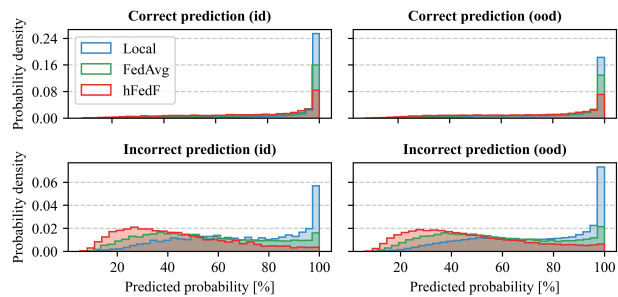 Correct prediction (id)
Correct prediction (ood)
Probability density
0.24
0.16
0.08
0.00
Local
FedAvg
hFedF
Incorrect prediction (id)
Incorrect prediction (ood)
Probability density
0.06
0.04
0.02
0.00
20 40 60 80 100
20 40 60 80 100
Predicted probability [%]
Predicted probability [%]